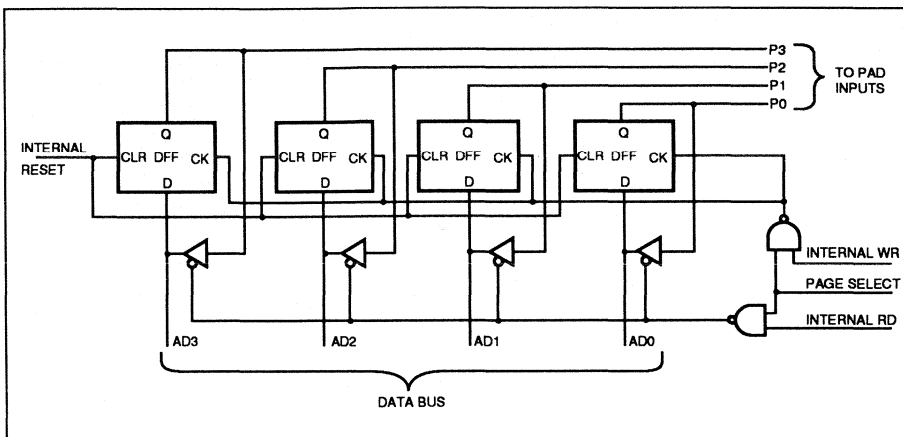 P3
P2
P1
P0
TO PAD
INPUTS
INTERNAL
RESET
Q
CLR DFF CK
D
Q
CLR DFF CK
D
Q
CLR DFF CK
D
Q
CLR DFF CK
D
INTERNAL WR
PAGE SELECT
INTERNAL RD
AD3
AD2
AD1
AD0
DATA BUS